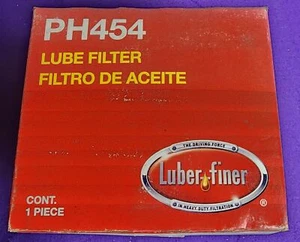 PH454
LUBE FILTER
FILTRO DE ACEITE
THE DRIVING FORCE
Luber-finer
®
IN HEAVY DUTY FILTRATION
CONT.
1 PIECE